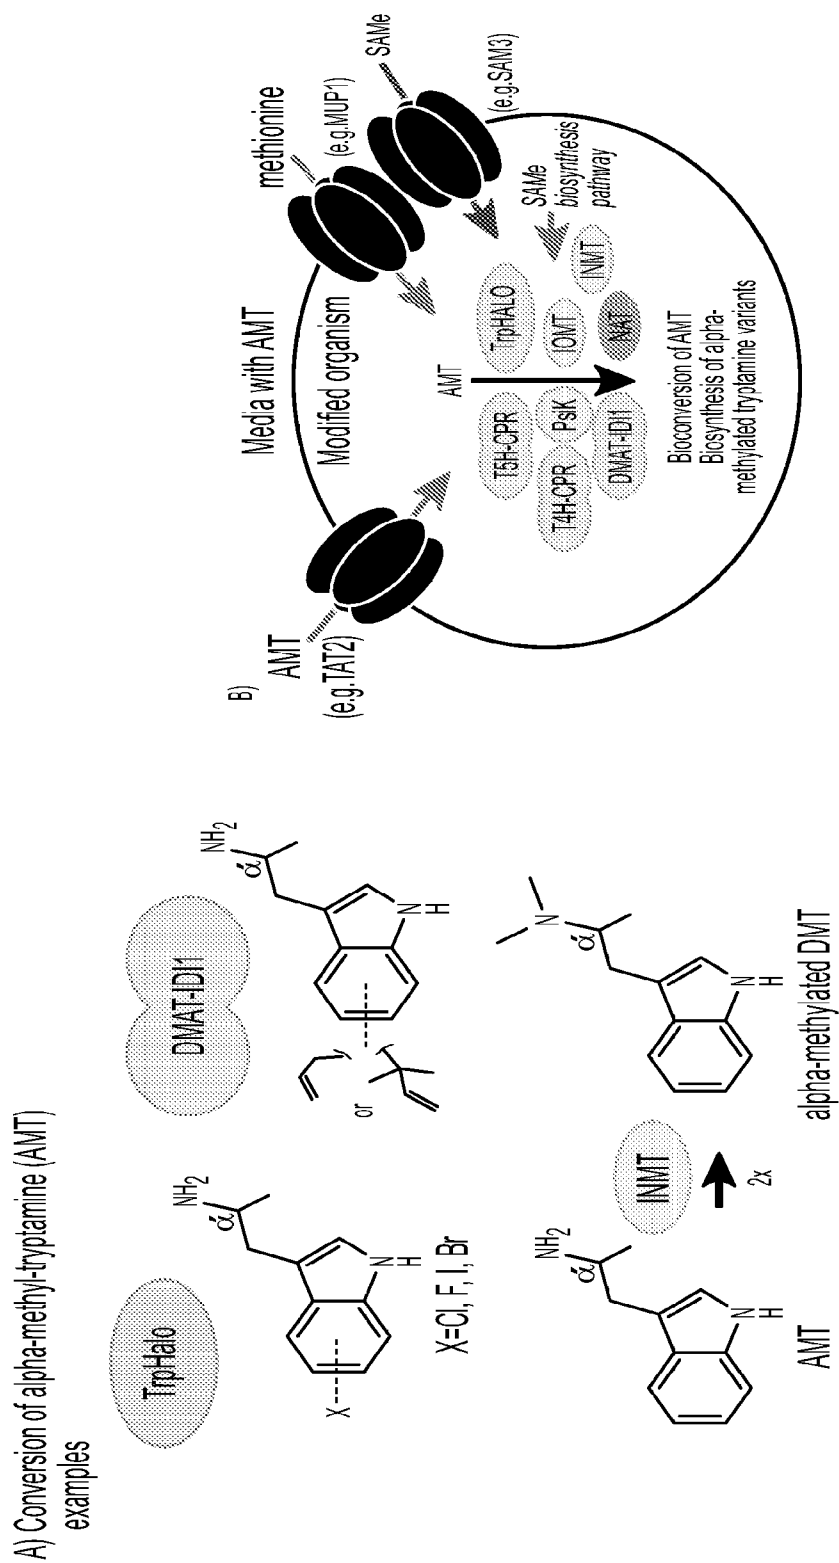 A) Conversion of alpha-methyl-tryptamine (AMT)
examples
TrpHalo
NH2
ά
X
N
H
X=Cl, F, I, Br
DMAT-IDI1
NH2
ά
or
N
H
NH2
ά
N
H
AMT
INMT
2x
N
ά
N
H
alpha-methylated DMT
B)
AMT
(e.g.TAT2)
Media with AMT
Modified organism
methionine
(e.g.MUP1)
SAMe
(e.g.SAM3)
AMT
T5H-CPR
TrpHALO
T4H-CPR
PsiK
IOMT
SAMe
biosynthesis
pathway
DMAT-IDI1
NAT
INMT
Bioconversion of AMT
Biosynthesis of alpha-
methylated tryptamine variants